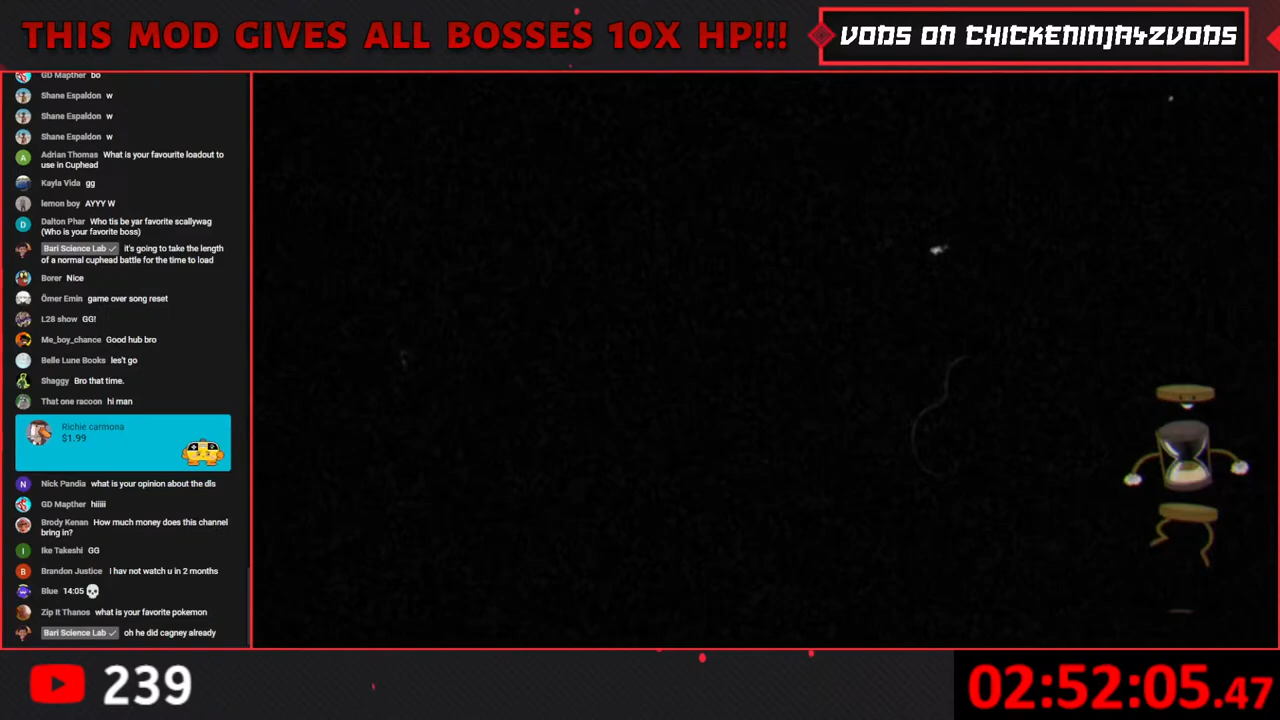 THIS MOD GIVES ALL BOSSES 10X HP!!!
VODS ON CHICKENINJA42VODS
GD Mapther bo
Shane Espaldon w
Shane Espaldon w
Shane Espaldon w
A Adrian Thomas What is your favourite loadout to
use in Cuphead
Kayla Vida gg
lemon boy AYYY W
D Dalton Phar Who tis be yar favorite scallywag
(Who is your favorite boss)
Bari Science Lab it's going to take the length
of a normal cuphead battle for the time to load
Borer Nice
Ömer Emin game over song reset
L28 show GG!
Me_boy_chance Good hub bro
Belle Lune Books les't go
Shaggy Bro that time.
That one racoon hi man
Richie carmona
$1.99
N Nick Pandia what is your opinion about the dls
GD Mapther hiiiii
Brody Kenan How much money does this channel
bring in?
I Ike Takeshi GG
B Brandon Justice I hav not watch u in 2 months
Blue 14:05
Zip It Thanos what is your favorite pokemon
Bari Science Lab oh he did cagney already
239
02:52:05.47